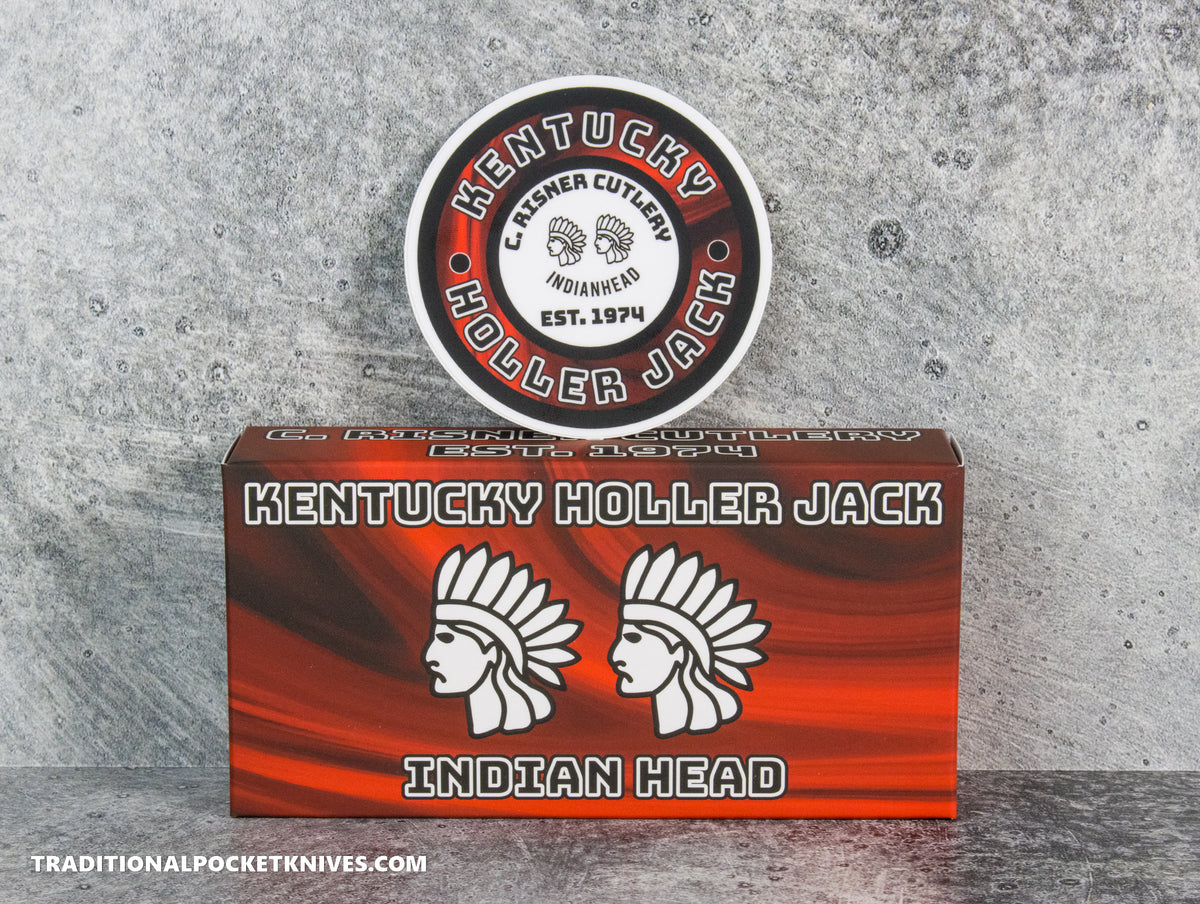 KENTUCKY
C. RISNER CUTLERY
INDIANHEAD
EST. 1974
HOLLER JACK
C. RISNER CUTLERY
EST. 1974
KENTUCKY HOLLER JACK
INDIAN HEAD
TRADITIONALPOCKETKNIVES.COM